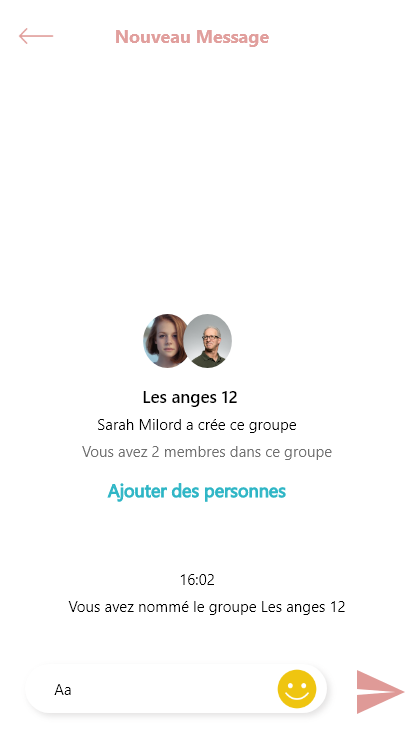 Nouveau Message
Les anges 12
Sarah Milord a crée ce groupe
Vous avez 2 membres dans ce groupe
Ajouter des personnes
16:02
Vous avez nommé le groupe Les anges 12
Aa